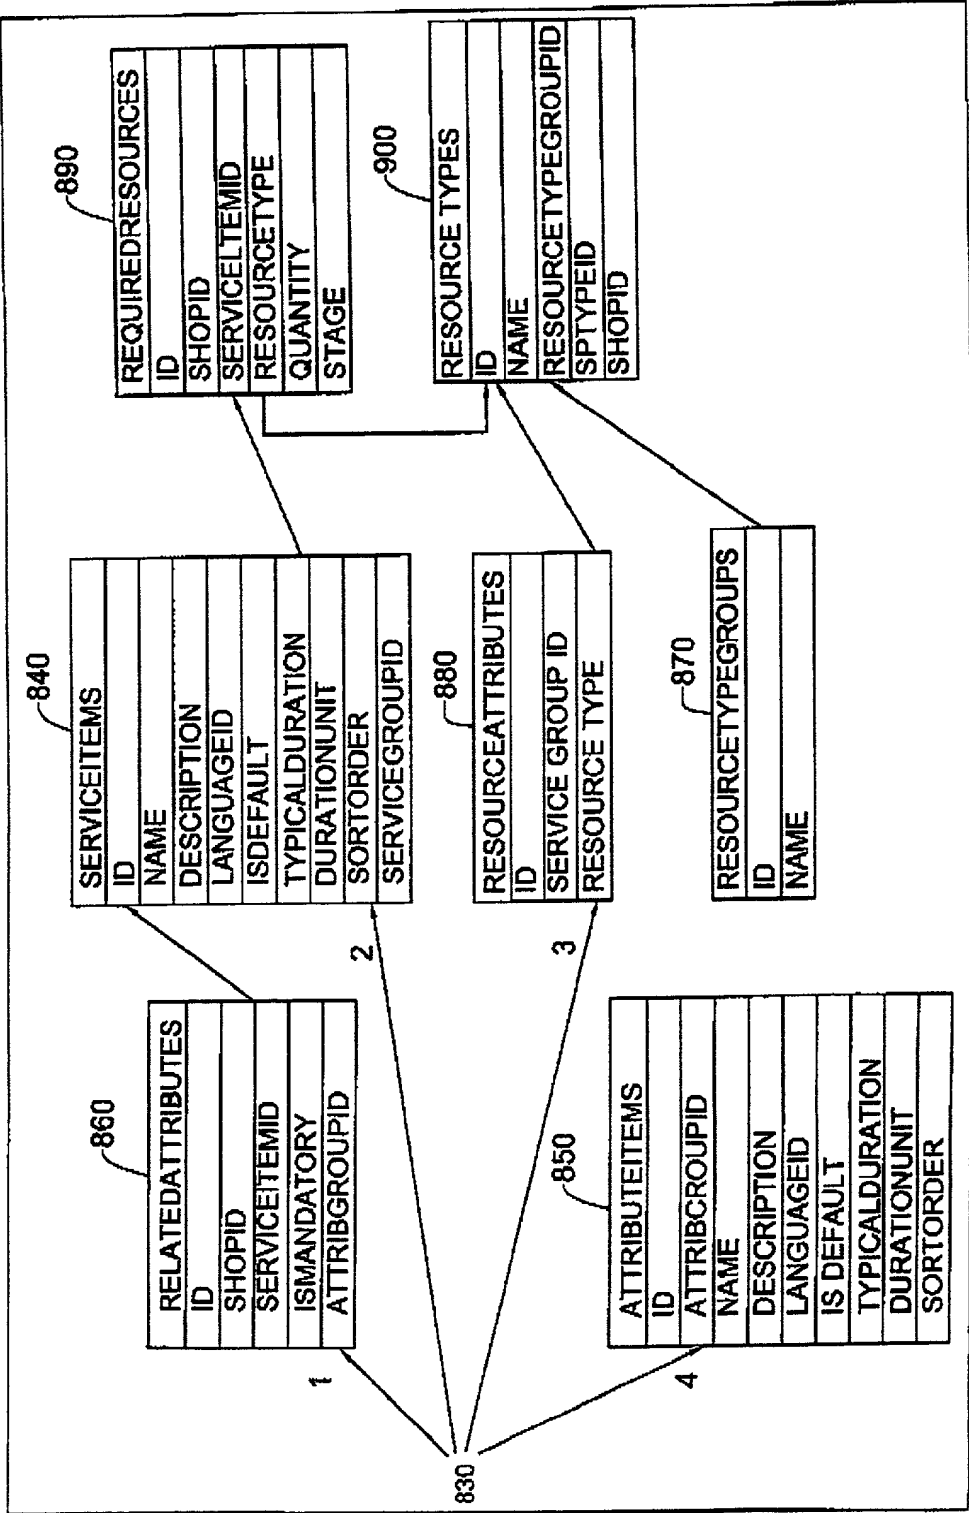 830
1
2
3
4
860
RELATEDATTRIBUTES
ID
SHOPID
SERVICEITEMID
ISMANDATORY
ATTRIBGROUPID
850
ATTRIBUTEITEMS
ID
ATTRIBCROUPID
NAME
DESCRIPTION
LANGUAGEID
IS DEFAULT
TYPICALDURATION
DURATIONUNIT
SORTORDER
840
SERVICEITEMS
ID
NAME
DESCRIPTION
LANGUAGEID
ISDEFAULT
TYPICALDURATION
DURATIONUNIT
SORTORDER
SERVICEGROUPID
880
RESOURCEATTRIBUTES
ID
SERVICE GROUP ID
RESOURCE TYPE
870
RESOURCETYPEGROUPS
ID
NAME
890
REQUIREDRESOURCES
ID
SHOPID
SERVICELTEMID
RESOURCETYPE
QUANTITY
STAGE
900
RESOURCE TYPES
ID
NAME
RESOURCETYPEGROUPID
SPTYPEID
SHOPID